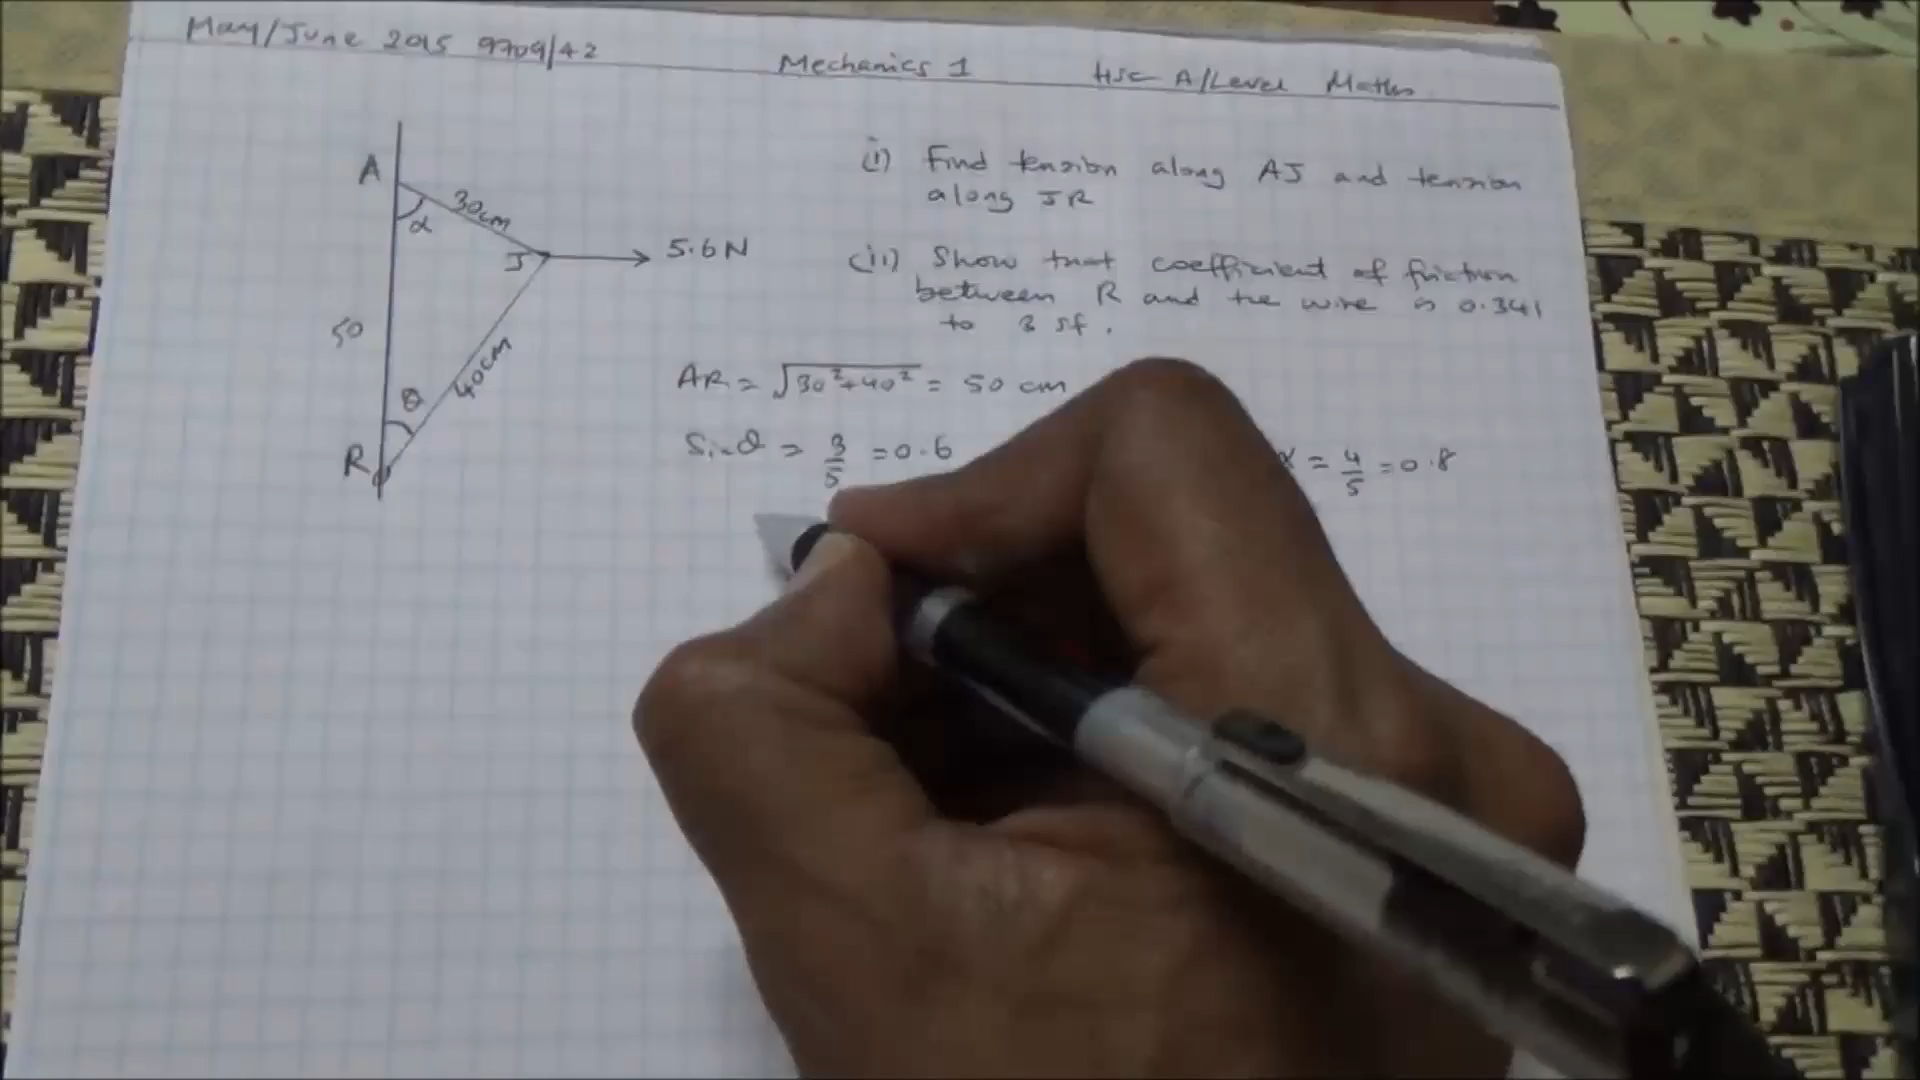 May/June 2015 9709/42
Mechanics 1
HSC A/Level Maths
A
30cm
α
J
5.6N
50
θ
40cm
R
(i) Find tension along AJ and tension
along JR
(ii) Show that coefficient of friction
between R and the wire is 0.341
to 3 sf.
AR = √30²+40² = 50 cm
Sinθ = 3/5 = 0.6
α = 4/5 = 0.8